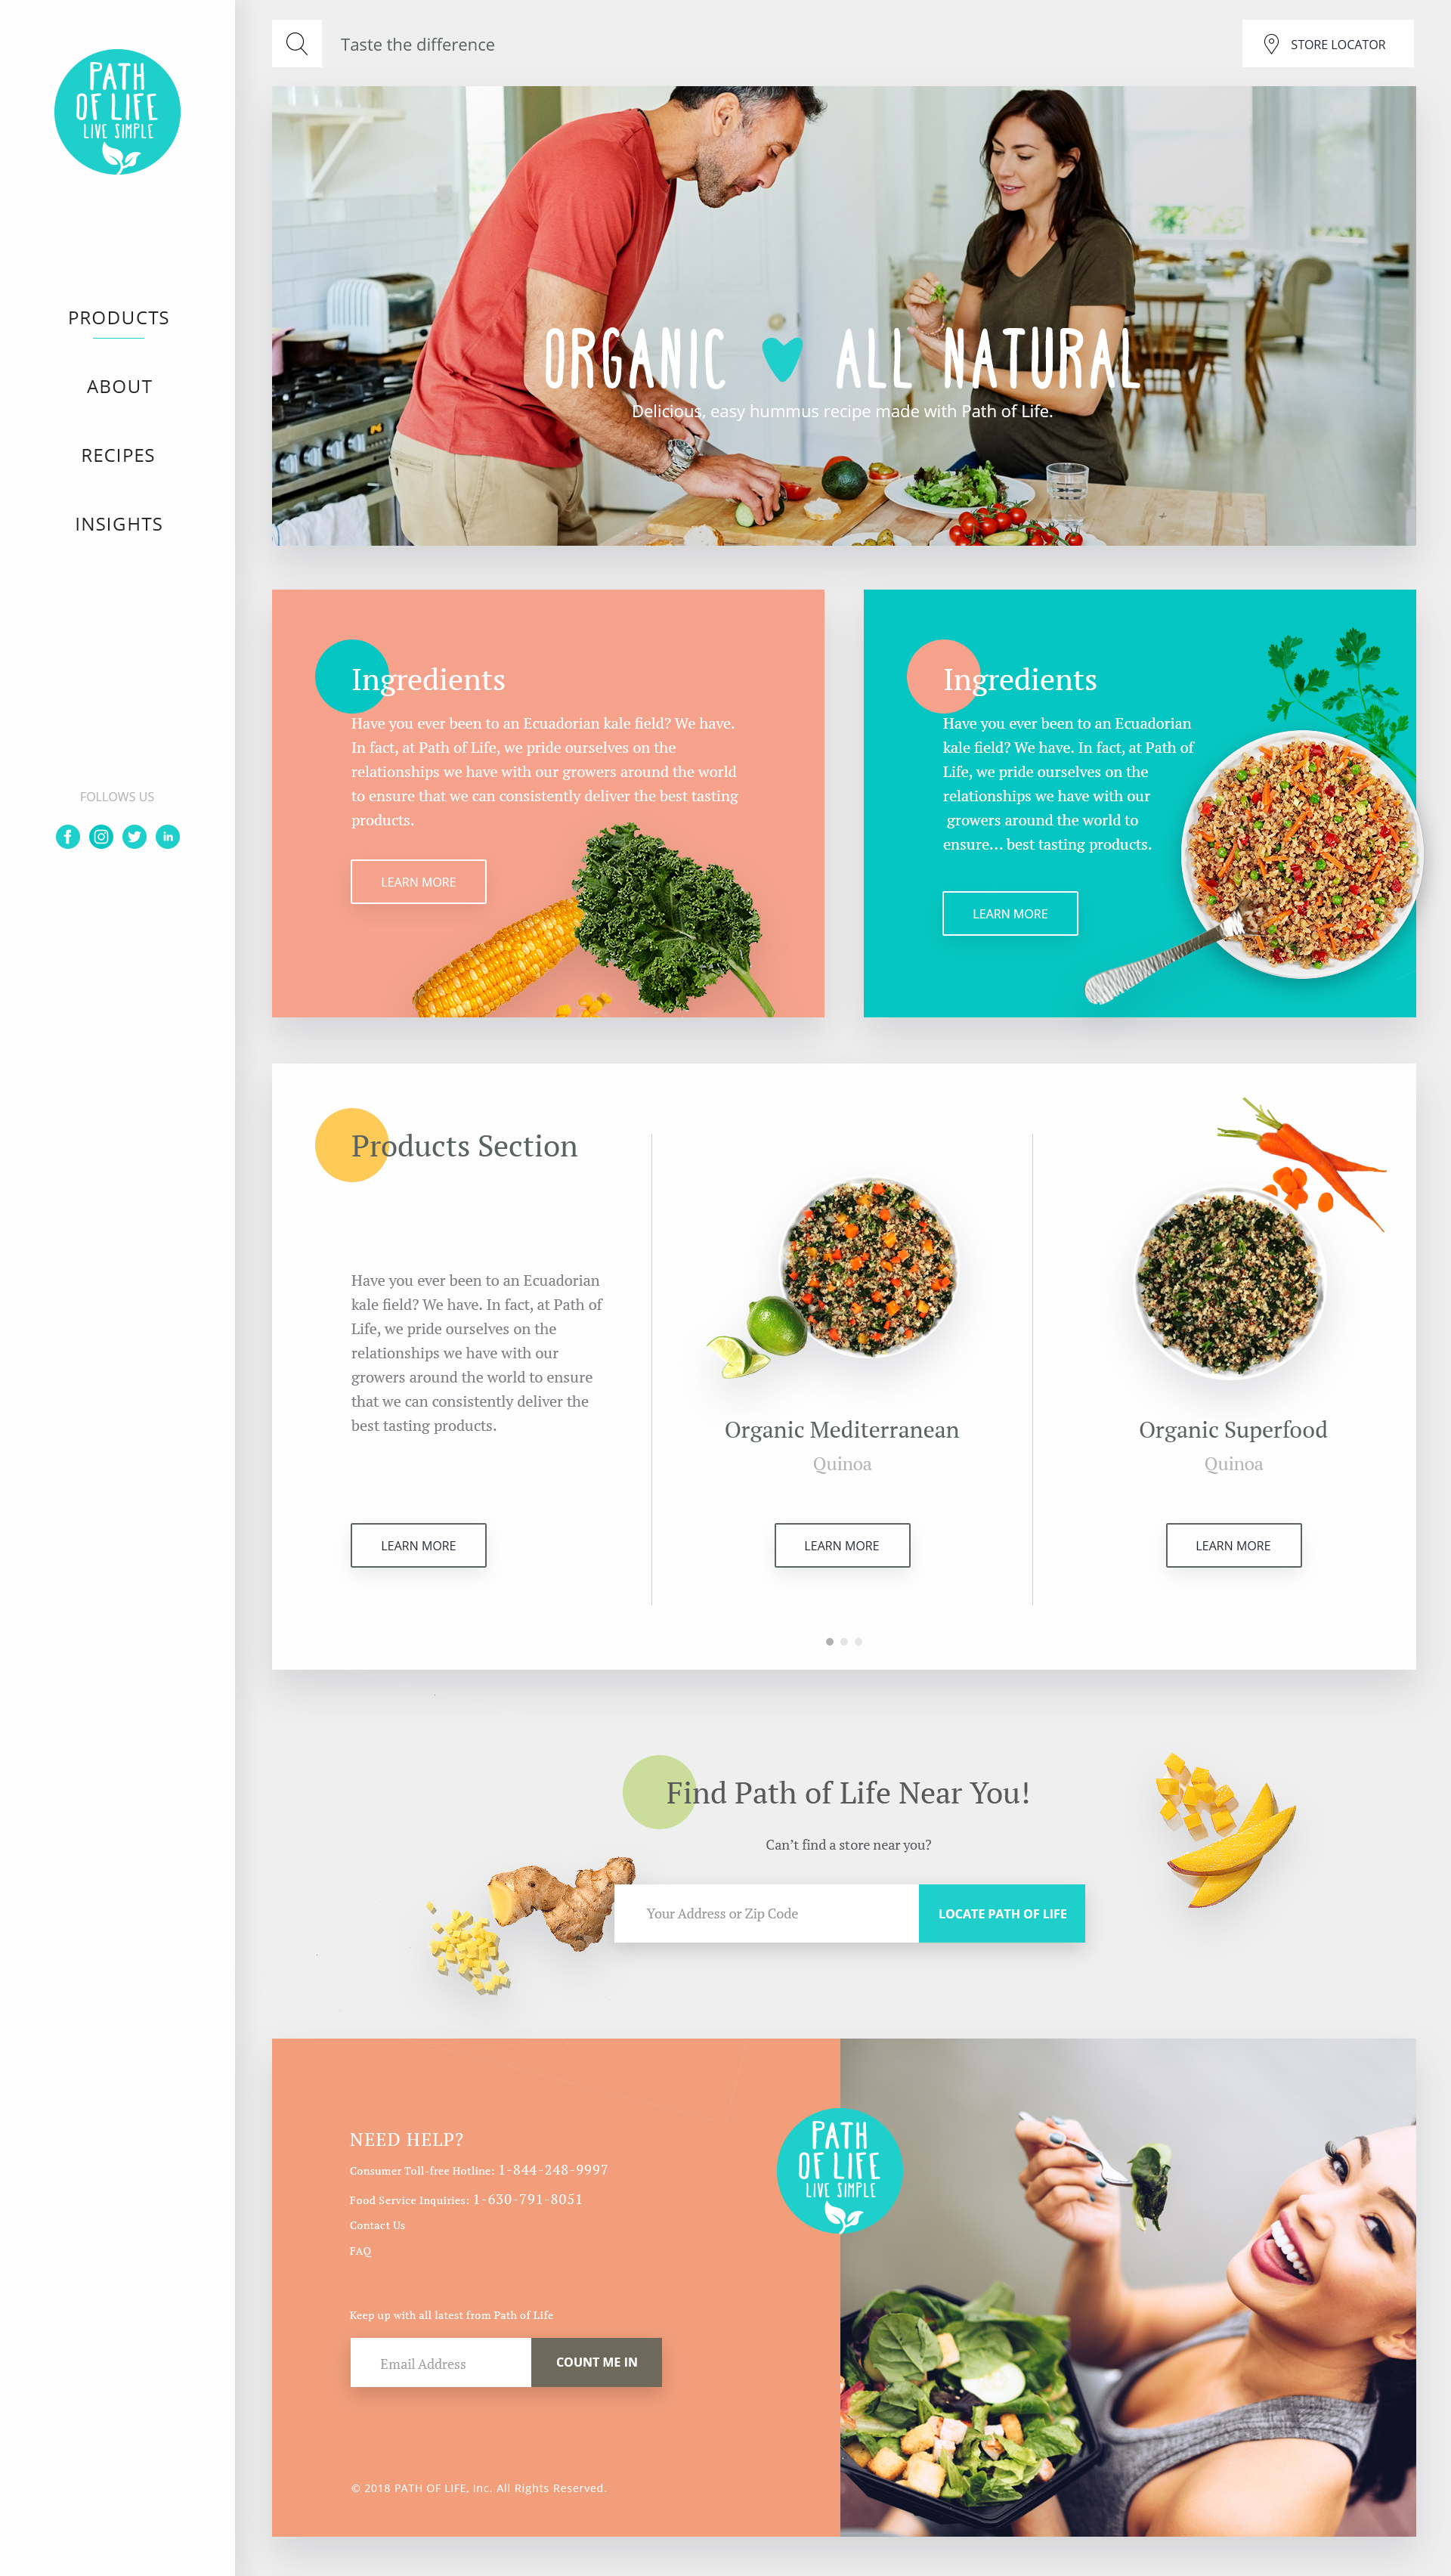 PATH
OF LIFE
LIVE SIMPLE
PRODUCTS
ABOUT
RECIPES
INSIGHTS
FOLLOWS US
Taste the difference
STORE LOCATOR
ORGANIC ALL NATURAL
Delicious, easy hummus recipe made with Path of Life.
Ingredients
Have you ever been to an Ecuadorian kale field? We have.
In fact, at Path of Life, we pride ourselves on the
relationships we have with our growers around the world
to ensure that we can consistently deliver the best tasting
products.
LEARN MORE
Ingredients
Have you ever been to an Ecuadorian
kale field? We have. In fact, at Path of
Life, we pride ourselves on the
relationships we have with our
growers around the world to
ensure... best tasting products.
LEARN MORE
Products Section
Have you ever been to an Ecuadorian
kale field? We have. In fact, at Path of
Life, we pride ourselves on the
relationships we have with our
growers around the world to ensure
that we can consistently deliver the
best tasting products.
LEARN MORE
Organic Mediterranean
Quinoa
LEARN MORE
Organic Superfood
Quinoa
LEARN MORE
Find Path of Life Near You!
Can't find a store near you?
Your Address or Zip Code
LOCATE PATH OF LIFE
NEED HELP?
Consumer Toll-free Hotline: 1-844-248-9997
Food Service Inquiries: 1-630-791-8051
Contact Us
FAQ
Keep up with all latest from Path of Life
Email Address
COUNT ME IN
© 2018 PATH OF LIFE, Inc. All Rights Reserved.
PATH
OF LIFE
LIVE SIMPLE